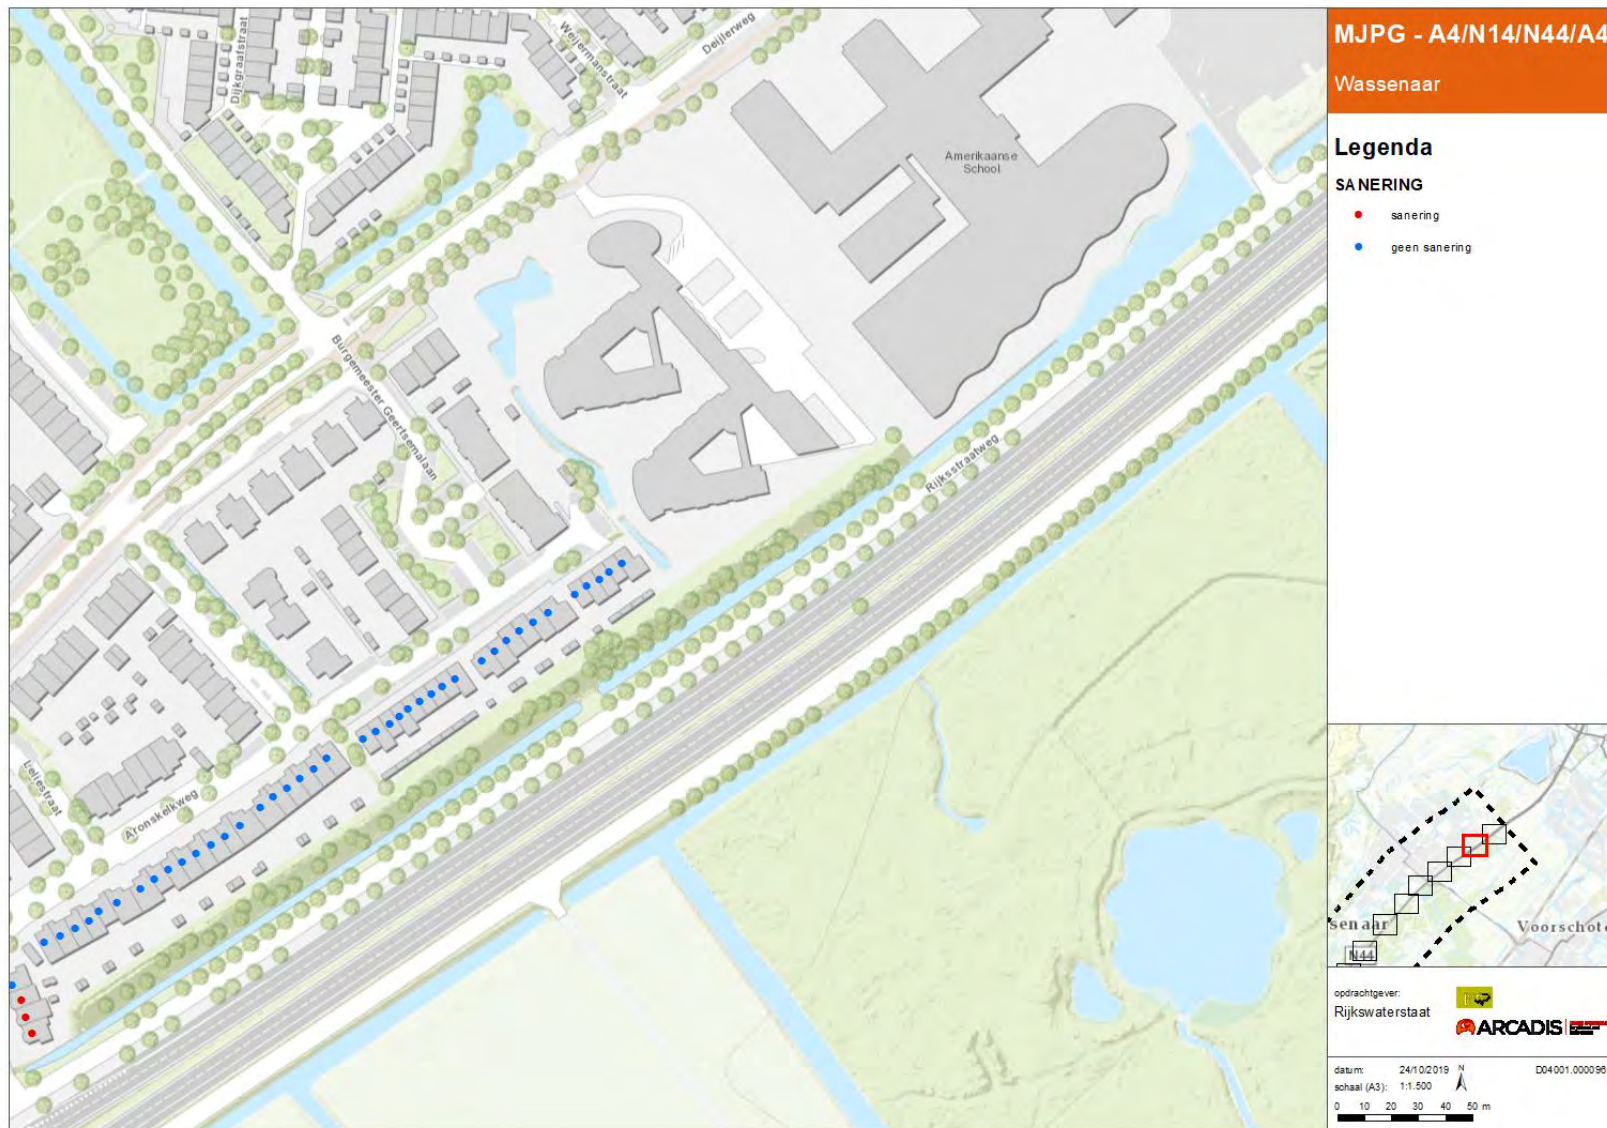 MJPG - A4/N14/N44/A4
Wassenaar
Legenda
SANERING
sanering
geen sanering
Dijkgraafstraat
Weijermanstraat
Deijlerweg
Amerikaanse
School
Burgemeester Geertsemalaan
Rijksstraatweg
Leliestraat
Aronskelkweg
senaar
Voorschote
N44
opdrachtgever:
Rijkswaterstaat
ARCADIS
datum: 24/10/2019 N D04001.000096
schaal (A3): 1:1.500
0 10 20 30 40 50 m